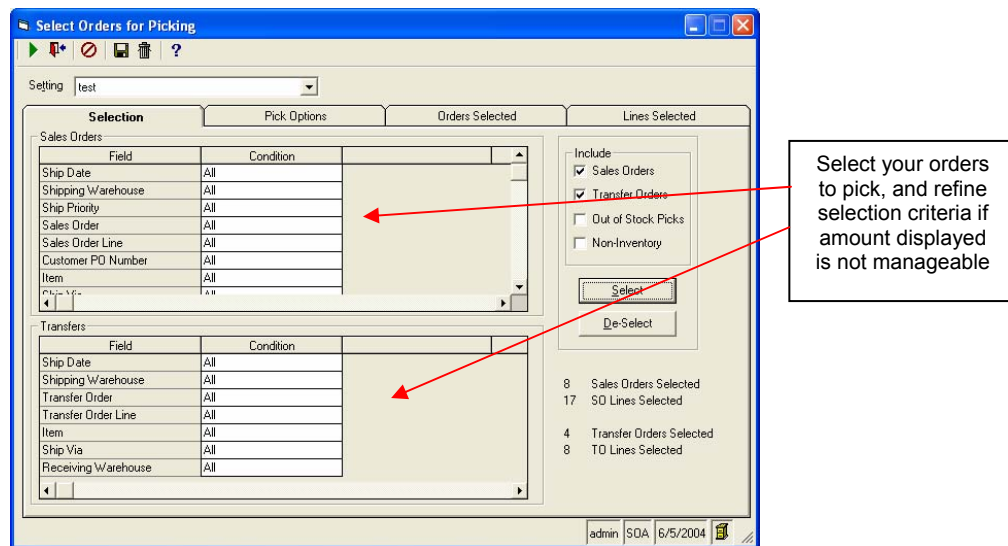 Select Orders for Picking
Setting test
Selection Pick Options Orders Selected Lines Selected
Sales Orders
Field Condition
Ship Date All
Shipping Warehouse All
Ship Priority All
Sales Order All
Sales Order Line All
Customer PO Number All
Item All
Ship Via All
Transfers
Field Condition
Ship Date All
Shipping Warehouse All
Transfer Order All
Transfer Order Line All
Item All
Ship Via All
Receiving Warehouse All
Include
Sales Orders
Transfer Orders
Out of Stock Picks
Non-Inventory
Select
De-Select
8 Sales Orders Selected
17 SO Lines Selected
4 Transfer Orders Selected
8 TO Lines Selected
admin SOA 6/5/2004
Select your orders
to pick, and refine
selection criteria if
amount displayed
is not manageable